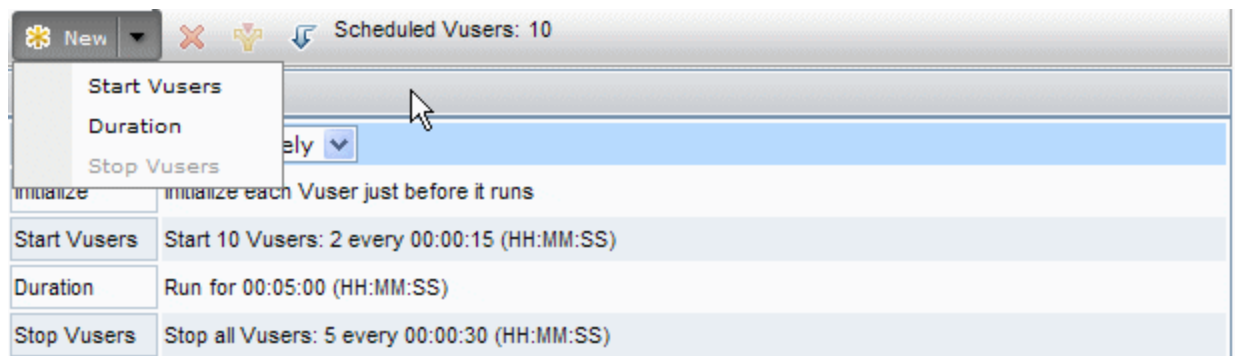 New
Scheduled Vusers: 10
Start Vusers
Duration
Stop Vusers
ely
Initialize Initialize each Vuser just before it runs
Start Vusers Start 10 Vusers: 2 every 00:00:15 (HH:MM:SS)
Duration Run for 00:05:00 (HH:MM:SS)
Stop Vusers Stop all Vusers: 5 every 00:00:30 (HH:MM:SS)